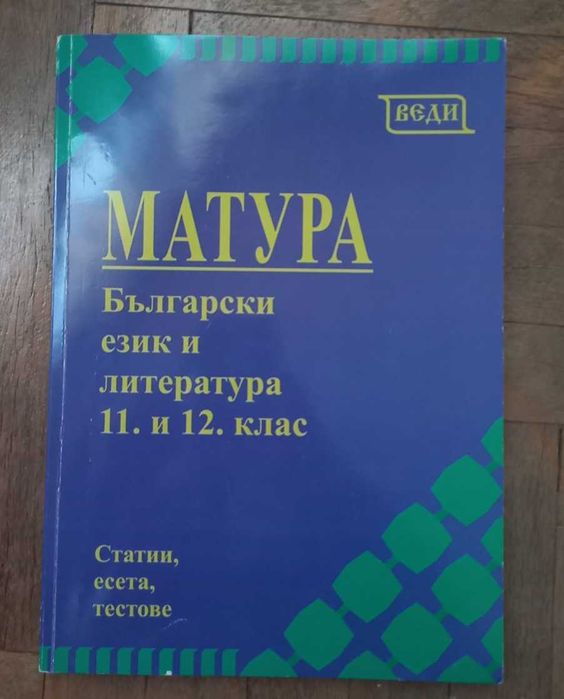 ВЕДИ
МАТУРА
Български
език и
литература
11. и 12. клас
Статии,
есета,
тестове